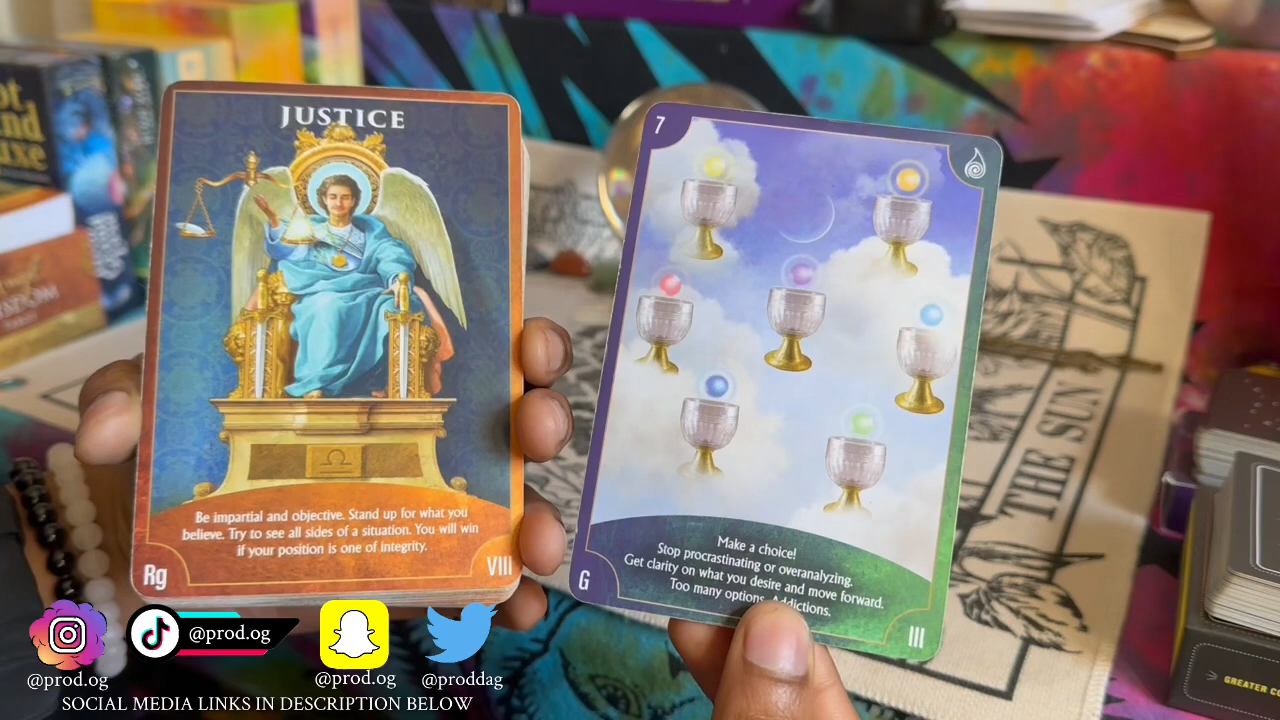 JUSTICE
Be impartial and objective. Stand up for what you
believe. Try to see all sides of a situation. You will win
if your position is one of integrity.
Rg
VIII
7
Make a choice!
Stop procrastinating or overanalyzing.
Get clarity on what you desire and move forward.
Too many options. Addictions.
G
III
THE SUN
GREATER
@prod.og
@prod.og
@prod.og
@proddag
SOCIAL MEDIA LINKS IN DESCRIPTION BELOW